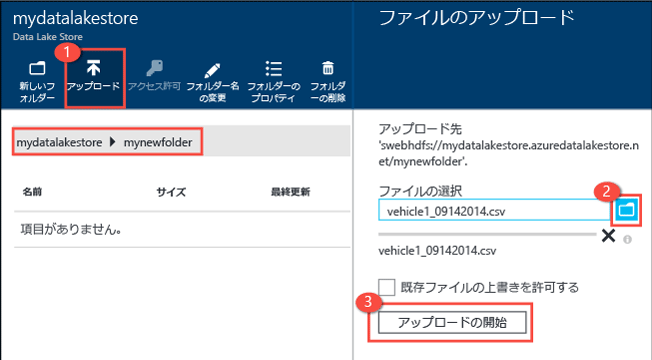 mydatalakestore
Data Lake Store
1
新しいフ
ォルダー
アップロード
アクセス許可
フォルダー名
の変更
フォルダーの
プロパティ
フォルダ
ーの削除
mydatalakestore ▶ mynewfolder
名前 サイズ 最終更新
項目がありません。
ファイルのアップロード
アップロード先
'swebhdfs://mydatalakestore.azuredatalakestore.n
et/mynewfolder'.
ファイルの選択
2
vehicle1_09142014.csv
vehicle1_09142014.csv
既存ファイルの上書きを許可する
3
アップロードの開始